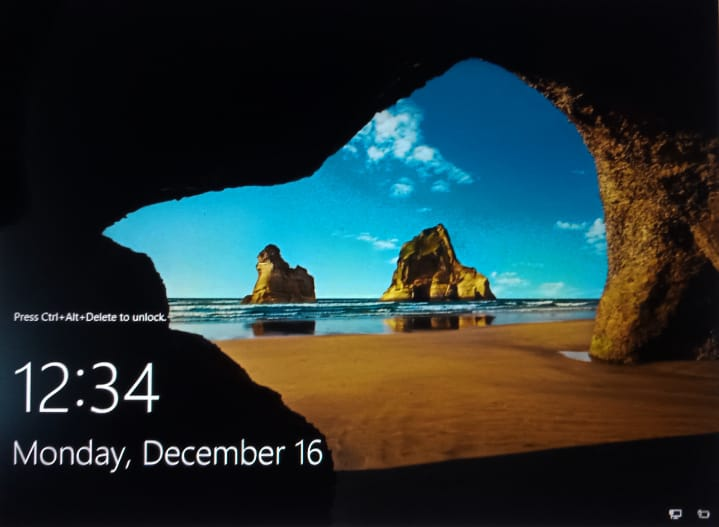 Press Ctrl+Alt+Delete to unlock.
12:34
Monday, December 16